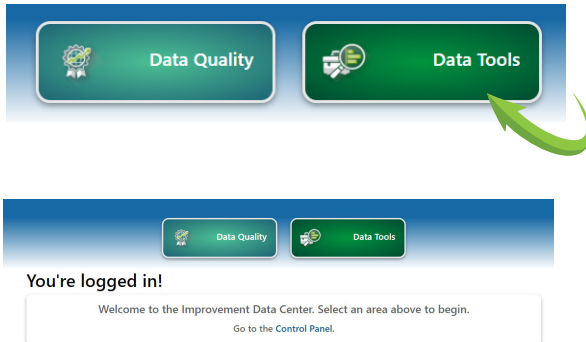 Data Quality
Data Tools
Data Quality
Data Tools
You're logged in!
Welcome to the Improvement Data Center. Select an area above to begin.
Go to the Control Panel.